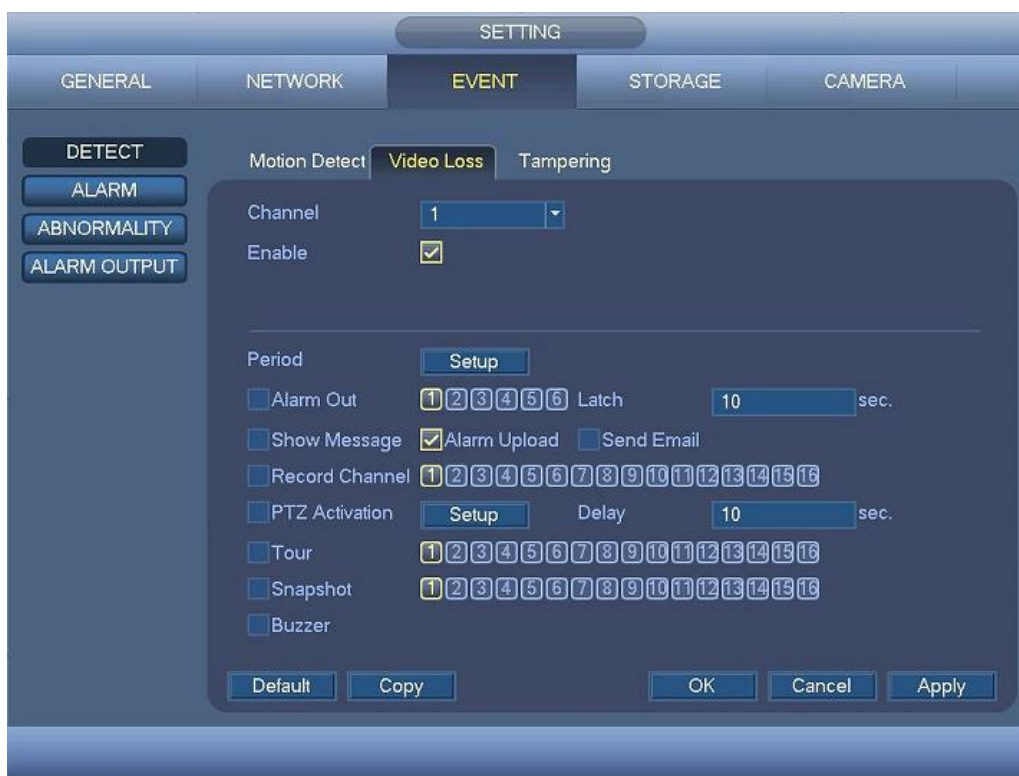 SETTING
GENERAL NETWORK EVENT STORAGE CAMERA
DETECT
ALARM
ABNORMALITY
ALARM OUTPUT
Motion Detect Video Loss Tampering
Channel 1
Enable
Period Setup
Alarm Out 1 2 3 4 5 6 Latch 10 sec.
Show Message Alarm Upload Send Email
Record Channel 1 2 3 4 5 6 7 8 9 10 11 12 13 14 15 16
PTZ Activation Setup Delay 10 sec.
Tour 1 2 3 4 5 6 7 8 9 10 11 12 13 14 15 16
Snapshot 1 2 3 4 5 6 7 8 9 10 11 12 13 14 15 16
Buzzer
Default Copy OK Cancel Apply